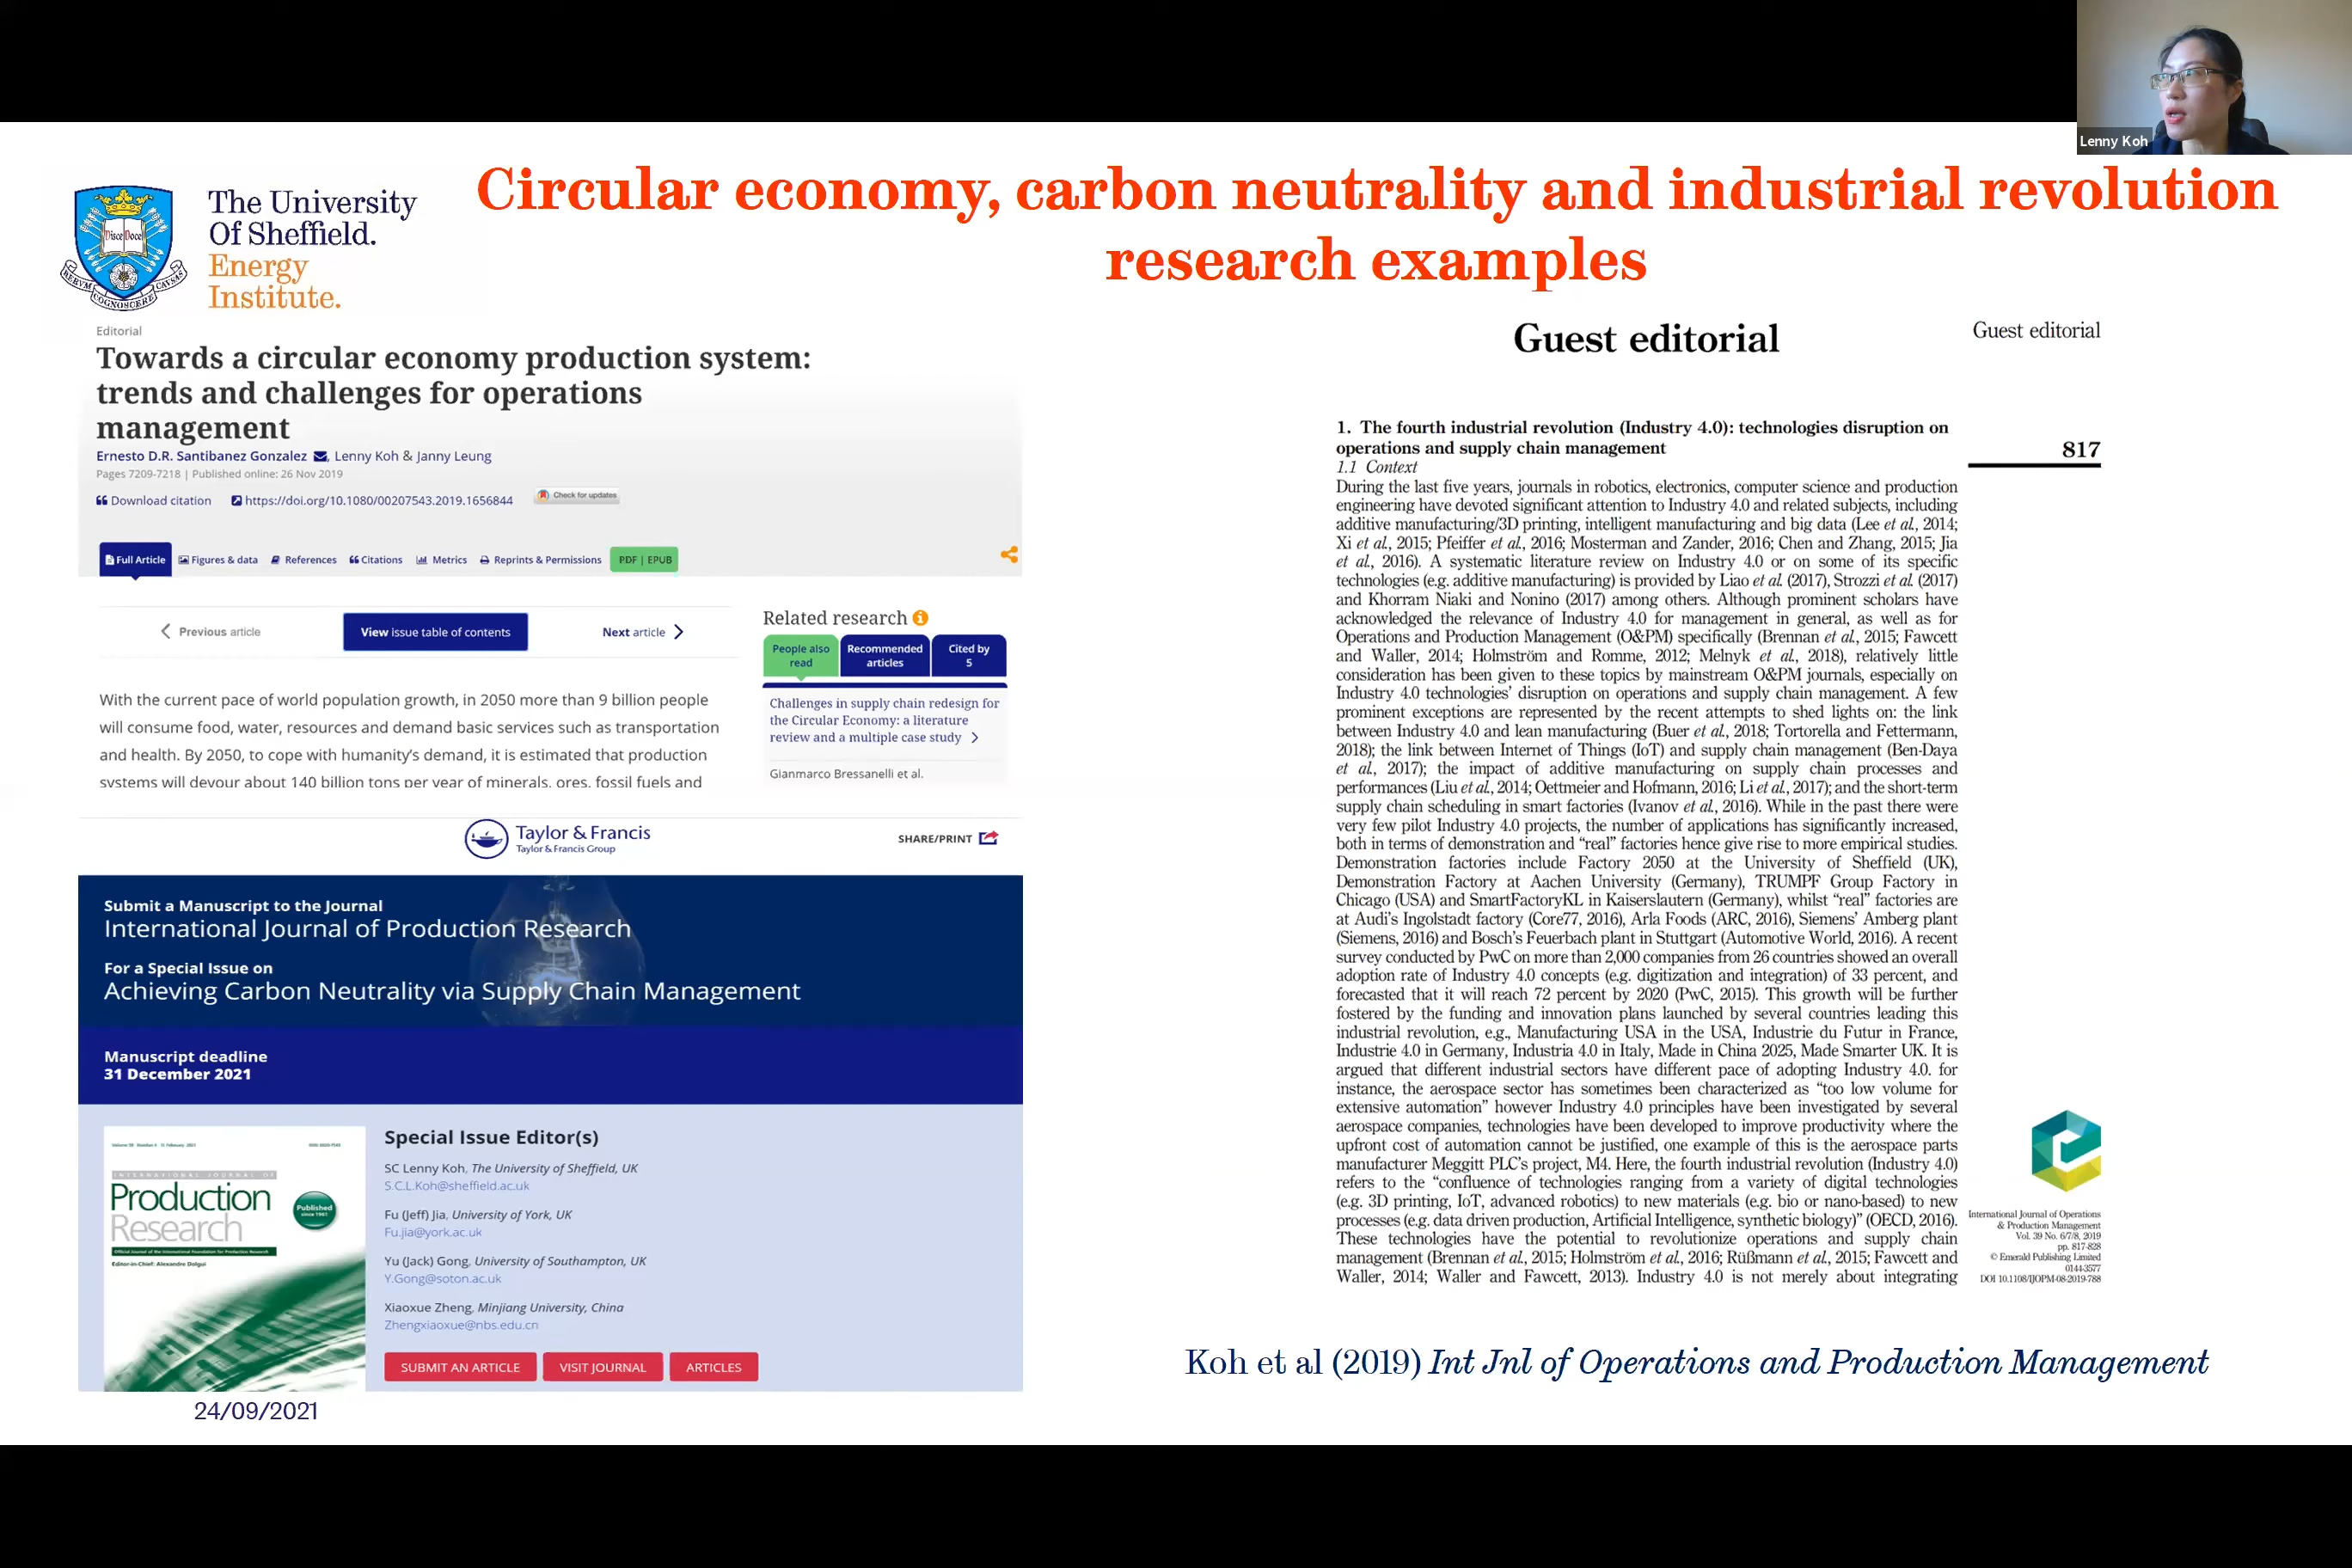 Lenny Koh
The University
Of Sheffield.
Energy
Institute.
Disce Doce
RERVM COGNOSCERE CAVSAS
Circular economy, carbon neutrality and industrial revolution
research examples
Editorial
Towards a circular economy production system:
trends and challenges for operations
management
Ernesto D.R. Santibanez Gonzalez , Lenny Koh & Janny Leung
Pages 7209-7218 | Published online: 26 Nov 2019
Download citation https://doi.org/10.1080/00207543.2019.1656844 Check for updates
Full Article Figures & data References Citations Metrics Reprints & Permissions PDF | EPUB
Previous article View issue table of contents Next article
With the current pace of world population growth, in 2050 more than 9 billion people
will consume food, water, resources and demand basic services such as transportation
and health. By 2050, to cope with humanity's demand, it is estimated that production
systems will devour about 140 billion tons per year of minerals, ores, fossil fuels and
Related research
People also read
Recommended articles
Cited by 5
Challenges in supply chain redesign for
the Circular Economy: a literature
review and a multiple case study
Gianmarco Bressanelli et al.
Taylor & Francis
Taylor & Francis Group
SHARE/PRINT
Submit a Manuscript to the Journal
International Journal of Production Research
For a Special Issue on
Achieving Carbon Neutrality via Supply Chain Management
Manuscript deadline
31 December 2021
INTERNATIONAL JOURNAL OF
Production
Research
Published
since 1961
Official Journal of the International Foundation for Production Research
Editor-in-Chief: Alexandre Dolgui
Special Issue Editor(s)
SC Lenny Koh, The University of Sheffield, UK
S.C.L.Koh@sheffield.ac.uk
Fu (Jeff) Jia, University of York, UK
Fu.jia@york.ac.uk
Yu (Jack) Gong, University of Southampton, UK
Y.Gong@soton.ac.uk
Xiaoxue Zheng, Minjiang University, China
Zhengxiaoxue@nbs.edu.cn
SUBMIT AN ARTICLE VISIT JOURNAL ARTICLES
24/09/2021
Guest editorial
Guest editorial
817
1. The fourth industrial revolution (Industry 4.0): technologies disruption on
operations and supply chain management
1.1 Context
During the last five years, journals in robotics, electronics, computer science and production
engineering have devoted significant attention to Industry 4.0 and related subjects, including
additive manufacturing/3D printing, intelligent manufacturing and big data (Lee et al., 2014;
Xi et al., 2015; Pfeiffer et al., 2016; Mosterman and Zander, 2016; Chen and Zhang, 2015; Jia
et al., 2016). A systematic literature review on Industry 4.0 or on some of its specific
technologies (e.g. additive manufacturing) is provided by Liao et al. (2017), Strozzi et al. (2017)
and Khorram Niaki and Nonino (2017) among others. Although prominent scholars have
acknowledged the relevance of Industry 4.0 for management in general, as well as for
Operations and Production Management (O&PM) specifically (Brennan et al., 2015; Fawcett
and Waller, 2014; Holmström and Romme, 2012; Melnyk et al., 2018), relatively little
consideration has been given to these topics by mainstream O&PM journals, especially on
Industry 4.0 technologies' disruption on operations and supply chain management. A few
prominent exceptions are represented by the recent attempts to shed lights on: the link
between Industry 4.0 and lean manufacturing (Buer et al., 2018; Tortorella and Fettermann,
2018); the link between Internet of Things (IoT) and supply chain management (Ben-Daya
et al., 2017); the impact of additive manufacturing on supply chain processes and
performances (Liu et al., 2014; Oettmeier and Hofmann, 2016; Li et al., 2017); and the short-term
supply chain scheduling in smart factories (Ivanov et al., 2016). While in the past there were
very few pilot Industry 4.0 projects, the number of applications has significantly increased,
both in terms of demonstration and “real” factories hence give rise to more empirical studies.
Demonstration factories include Factory 2050 at the University of Sheffield (UK),
Demonstration Factory at Aachen University (Germany), TRUMPF Group Factory in
Chicago (USA) and SmartFactoryKL in Kaiserslautern (Germany), whilst “real” factories are
at Audi's Ingolstadt factory (Core77, 2016), Arla Foods (ARC, 2016), Siemens' Amberg plant
(Siemens, 2016) and Bosch's Feuerbach plant in Stuttgart (Automotive World, 2016). A recent
survey conducted by PwC on more than 2,000 companies from 26 countries showed an overall
adoption rate of Industry 4.0 concepts (e.g. digitization and integration) of 33 percent, and
forecasted that it will reach 72 percent by 2020 (PwC, 2015). This growth will be further
fostered by the funding and innovation plans launched by several countries leading this
industrial revolution, e.g., Manufacturing USA in the USA, Industrie du Futur in France,
Industrie 4.0 in Germany, Industria 4.0 in Italy, Made in China 2025, Made Smarter UK. It is
argued that different industrial sectors have different pace of adopting Industry 4.0. for
instance, the aerospace sector has sometimes been characterized as “too low volume for
extensive automation” however Industry 4.0 principles have been investigated by several
aerospace companies, technologies have been developed to improve productivity where the
upfront cost of automation cannot be justified, one example of this is the aerospace parts
manufacturer Meggitt PLC's project, M4. Here, the fourth industrial revolution (Industry 4.0)
refers to the “confluence of technologies ranging from a variety of digital technologies
(e.g. 3D printing, IoT, advanced robotics) to new materials (e.g. bio or nano-based) to new
processes (e.g. data driven production, Artificial Intelligence, synthetic biology)” (OECD, 2016).
These technologies have the potential to revolutionize operations and supply chain
management (Brennan et al., 2015; Holmström et al., 2016; Rüßmann et al., 2015; Fawcett and
Waller, 2014; Waller and Fawcett, 2013). Industry 4.0 is not merely about integrating
International Journal of Operations
& Production Management
Vol. 39 No. 6/7/8, 2019
pp. 817-828
© Emerald Publishing Limited
0144-3577
DOI 10.1108/IJOPM-08-2019-788
Koh et al (2019) Int Jnl of Operations and Production Management